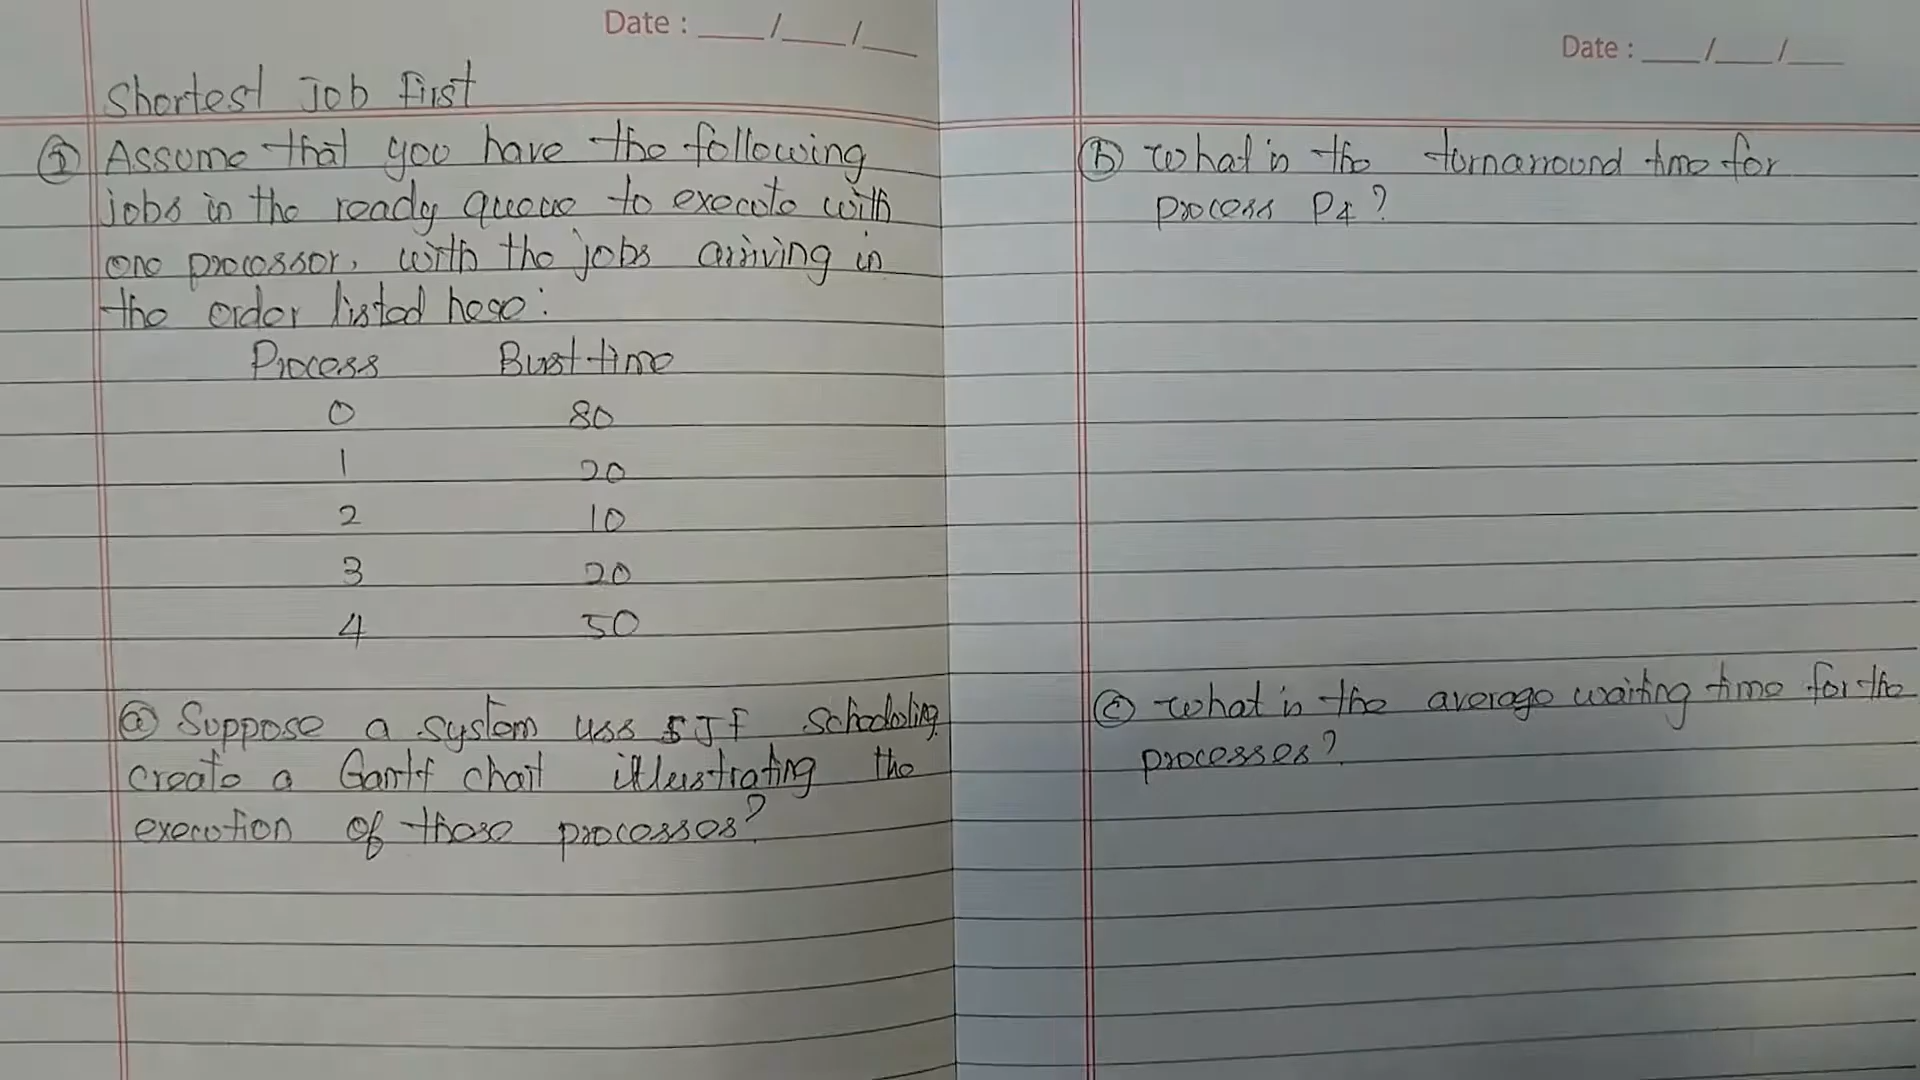 Date : ___/___/___
Shortest Job First
① Assume that you have the following
jobs in the ready queue to execute with
one processor, with the jobs arriving in
the order listed here:
Process Burst time
0 80
1 20
2 10
3 20
4 50
ⓐ Suppose a system uss SJF scheduling.
create a Gantt chart illustrating the
execution of these processes?
Date : ___/___/___
ⓑ What is the turnarround time for
process P4?
ⓒ What is the average waiting time for the
processes?